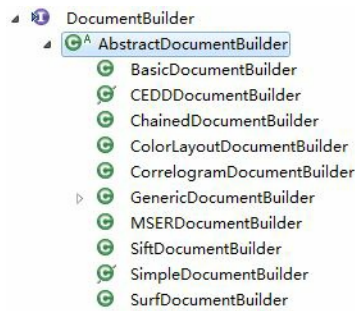 DocumentBuilder
AbstractDocumentBuilder
BasicDocumentBuilder
CEDDDocumentBuilder
ChainedDocumentBuilder
ColorLayoutDocumentBuilder
CorrelogramDocumentBuilder
GenericDocumentBuilder
MSERDocumentBuilder
SiftDocumentBuilder
SimpleDocumentBuilder
SurfDocumentBuilder